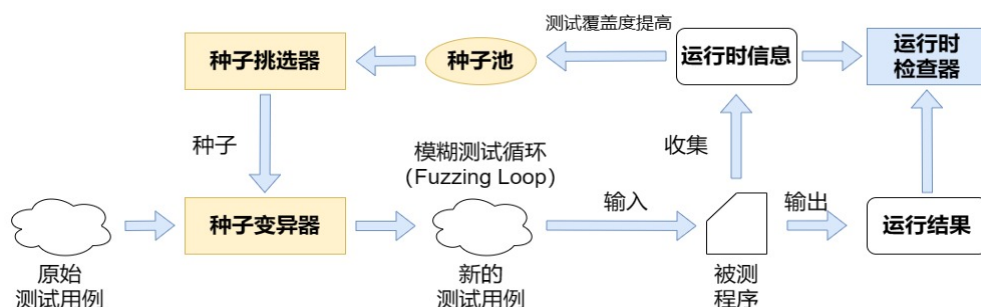 测试覆盖度提高
种子挑选器
种子池
运行时信息
运行时
检查器
种子
模糊测试循环
(Fuzzing Loop)
收集
输入
输出
种子变异器
运行结果
原始
测试用例
新的
测试用例
被测
程序